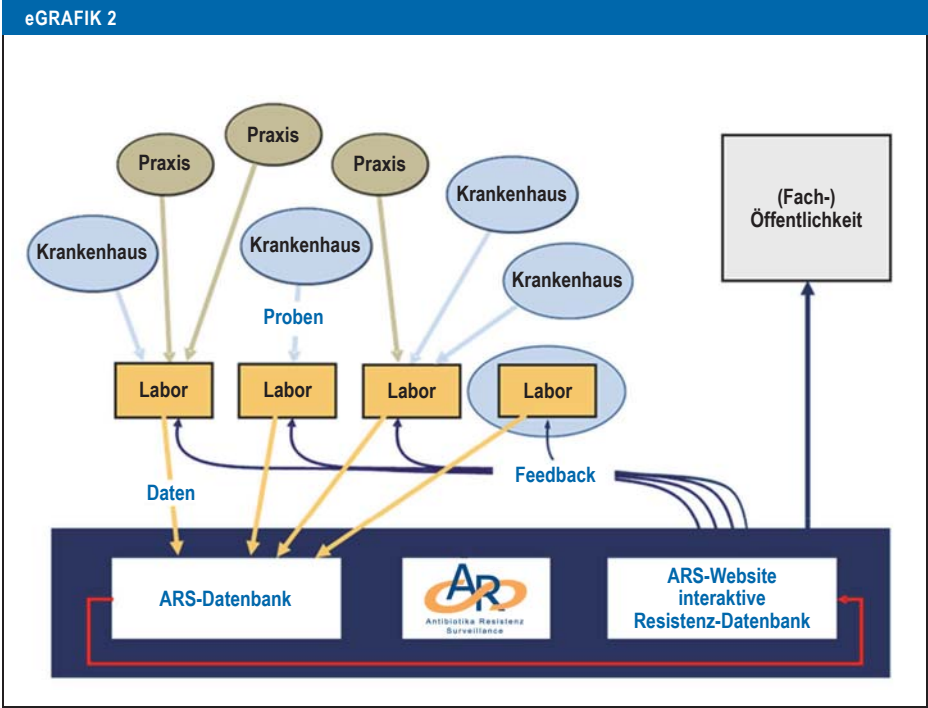 eGRAFIK 2
Praxis
Praxis
Praxis
Krankenhaus
Krankenhaus
Krankenhaus
Krankenhaus
(Fach-)
Öffentlichkeit
Proben
Labor
Labor
Labor
Labor
Daten
Feedback
ARS-Datenbank
ARS
Antibiotika Resistenz
Surveillance
ARS-Website
interaktive
Resistenz-Datenbank